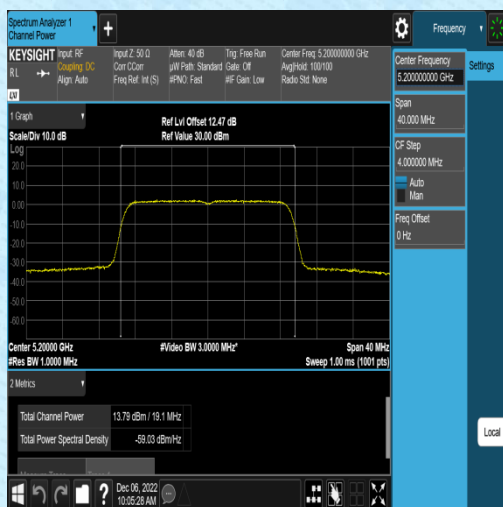 Spectrum Analyzer 1
Channel Power
Frequency
KEYSIGHT
RL
Input: RF
Coupling: DC
Align: Auto
Input Z: 50 Ω
Corr CCorr
Freq Ref: Int (S)
Atten: 40 dB
µW Path: Standard
#PNO: Fast
Trig: Free Run
Gate: Off
#IF Gain: Low
Center Freq: 5.200000000 GHz
Avg|Hold: 100/100
Radio Std: None
1 Graph
Scale/Div 10.0 dB
Ref Lvl Offset 12.47 dB
Ref Value 30.00 dBm
Log
20.0
10.0
0.00
-10.0
-20.0
-30.0
-40.0
-50.0
-60.0
Center 5.20000 GHz
#Res BW 1.0000 MHz
#Video BW 3.0000 MHz*
Span 40 MHz
Sweep 1.00 ms (1001 pts)
2 Metrics
Total Channel Power
13.79 dBm / 19.1 MHz
Total Power Spectral Density
-59.03 dBm/Hz
Dec 06, 2022
10:05:28 AM
Center Frequency
5.200000000 GHz
Settings
Span
40.000 MHz
CF Step
4.000000 MHz
Auto
Man
Freq Offset
0 Hz
Local